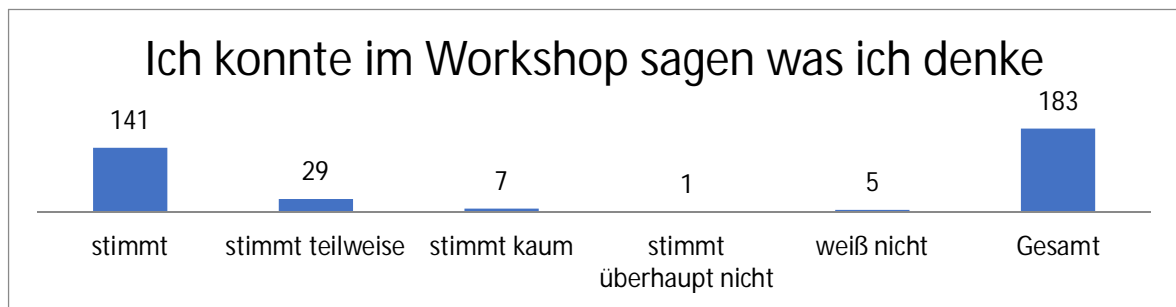 Ich konnte im Workshop sagen was ich denke
141
29
7
1
5
183
stimmt
stimmt teilweise
stimmt kaum
stimmt
überhaupt nicht
weiß nicht
Gesamt